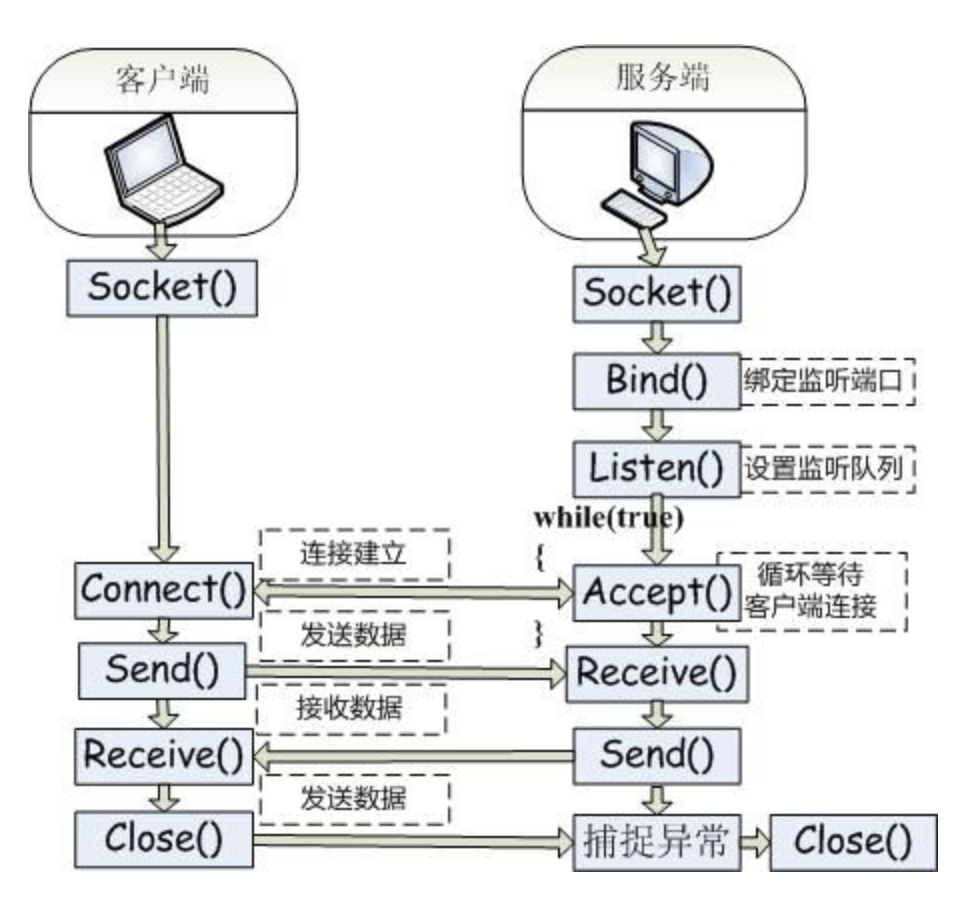 客户端
服务端
Socket()
Socket()
Bind()
绑定监听端口
Listen()
设置监听队列
while(true)
{
连接建立
Connect()
Accept()
循环等待
客户端连接
}
发送数据
Send()
Receive()
接收数据
Receive()
Send()
发送数据
Close()
捕捉异常
Close()